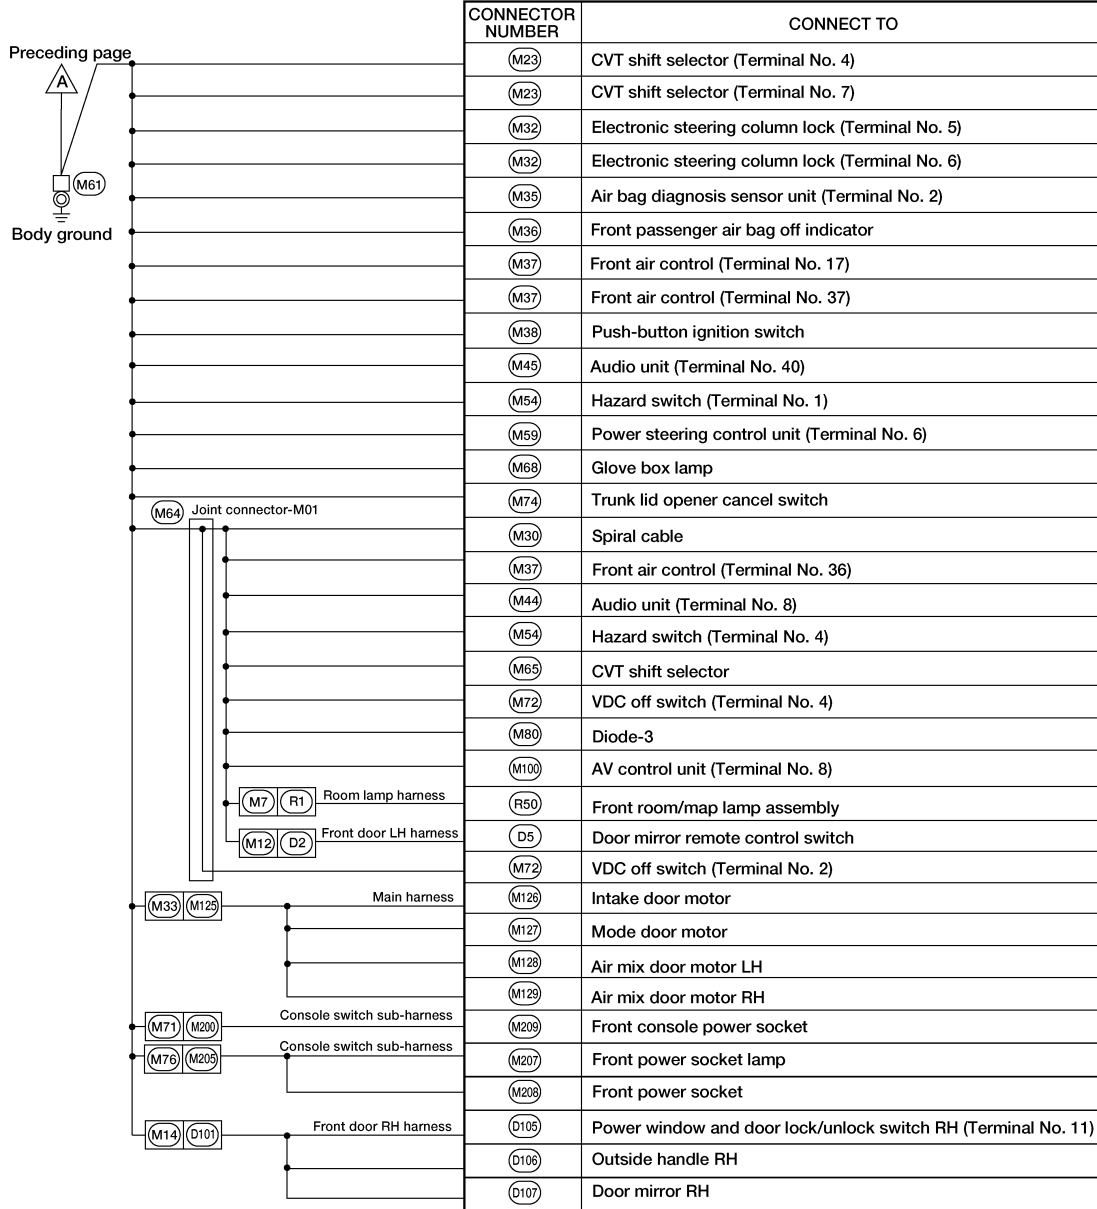 CONNECTOR NUMBER CONNECT TO
Preceding page
A
M61
Body ground
M23 CVT shift selector (Terminal No. 4)
M23 CVT shift selector (Terminal No. 7)
M32 Electronic steering column lock (Terminal No. 5)
M32 Electronic steering column lock (Terminal No. 6)
M35 Air bag diagnosis sensor unit (Terminal No. 2)
M36 Front passenger air bag off indicator
M37 Front air control (Terminal No. 17)
M37 Front air control (Terminal No. 37)
M38 Push-button ignition switch
M45 Audio unit (Terminal No. 40)
M54 Hazard switch (Terminal No. 1)
M59 Power steering control unit (Terminal No. 6)
M68 Glove box lamp
M74 Trunk lid opener cancel switch
M64 Joint connector-M01
M30 Spiral cable
M37 Front air control (Terminal No. 36)
M44 Audio unit (Terminal No. 8)
M54 Hazard switch (Terminal No. 4)
M65 CVT shift selector
M72 VDC off switch (Terminal No. 4)
M80 Diode-3
M100 AV control unit (Terminal No. 8)
M7 R1 Room lamp harness R50 Front room/map lamp assembly
M12 D2 Front door LH harness D5 Door mirror remote control switch
M72 VDC off switch (Terminal No. 2)
M33 M125 Main harness M126 Intake door motor
M127 Mode door motor
M128 Air mix door motor LH
M129 Air mix door motor RH
M71 M200 Console switch sub-harness M209 Front console power socket
M76 M205 Console switch sub-harness M207 Front power socket lamp
M208 Front power socket
M14 D101 Front door RH harness D105 Power window and door lock/unlock switch RH (Terminal No. 11)
D106 Outside handle RH
D107 Door mirror RH